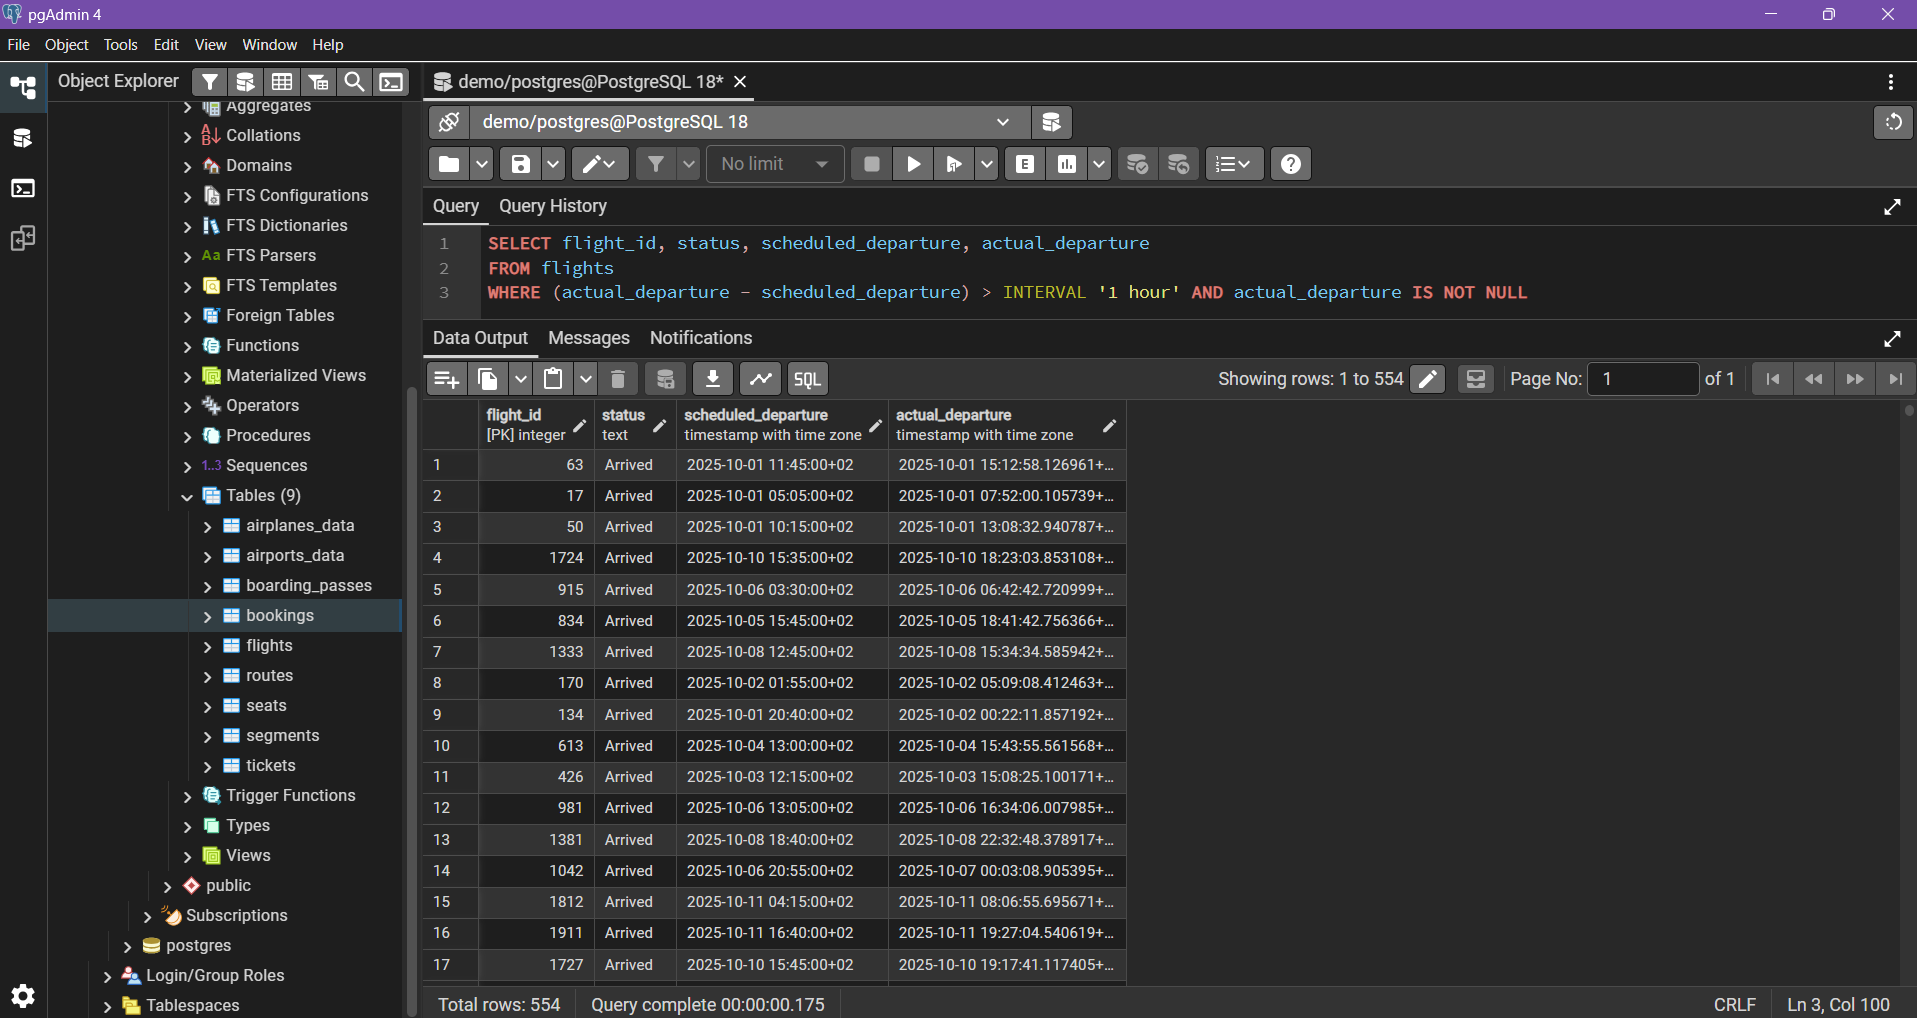 pgAdmin 4
File Object Tools Edit View Window Help
Object Explorer
demo/postgres@PostgreSQL 18*
demo/postgres@PostgreSQL 18
No limit
E
Query Query History
1 SELECT flight_id, status, scheduled_departure, actual_departure
2 FROM flights
3 WHERE (actual_departure - scheduled_departure) > INTERVAL '1 hour' AND actual_departure IS NOT NULL
Data Output Messages Notifications
SQL
Showing rows: 1 to 554
Page No: 1 of 1
flight_id status scheduled_departure actual_departure
[PK] integer text timestamp with time zone timestamp with time zone
1 63 Arrived 2025-10-01 11:45:00+02 2025-10-01 15:12:58.126961+...
2 17 Arrived 2025-10-01 05:05:00+02 2025-10-01 07:52:00.105739+...
3 50 Arrived 2025-10-01 10:15:00+02 2025-10-01 13:08:32.940787+...
4 1724 Arrived 2025-10-10 15:35:00+02 2025-10-10 18:23:03.853108+...
5 915 Arrived 2025-10-06 03:30:00+02 2025-10-06 06:42:42.720999+...
6 834 Arrived 2025-10-05 15:45:00+02 2025-10-05 18:41:42.756366+...
7 1333 Arrived 2025-10-08 12:45:00+02 2025-10-08 15:34:34.585942+...
8 170 Arrived 2025-10-02 01:55:00+02 2025-10-02 05:09:08.412463+...
9 134 Arrived 2025-10-01 20:40:00+02 2025-10-02 00:22:11.857192+...
10 613 Arrived 2025-10-04 13:00:00+02 2025-10-04 15:43:55.561568+...
11 426 Arrived 2025-10-03 12:15:00+02 2025-10-03 15:08:25.100171+...
12 981 Arrived 2025-10-06 13:05:00+02 2025-10-06 16:34:06.007985+...
13 1381 Arrived 2025-10-08 18:40:00+02 2025-10-08 22:32:48.378917+...
14 1042 Arrived 2025-10-06 20:55:00+02 2025-10-07 00:03:08.905395+...
15 1812 Arrived 2025-10-11 04:15:00+02 2025-10-11 08:06:55.695671+...
16 1911 Arrived 2025-10-11 16:40:00+02 2025-10-11 19:27:04.540619+...
17 1727 Arrived 2025-10-10 15:45:00+02 2025-10-10 19:17:41.117405+...
Total rows: 554 Query complete 00:00:00.175
CRLF Ln 3, Col 100
Aggregates
Collations
Domains
FTS Configurations
FTS Dictionaries
Aa FTS Parsers
FTS Templates
Foreign Tables
Functions
Materialized Views
Operators
Procedures
1..3 Sequences
Tables (9)
airplanes_data
airports_data
boarding_passes
bookings
flights
routes
seats
segments
tickets
Trigger Functions
Types
Views
public
Subscriptions
postgres
Login/Group Roles
Tablespaces